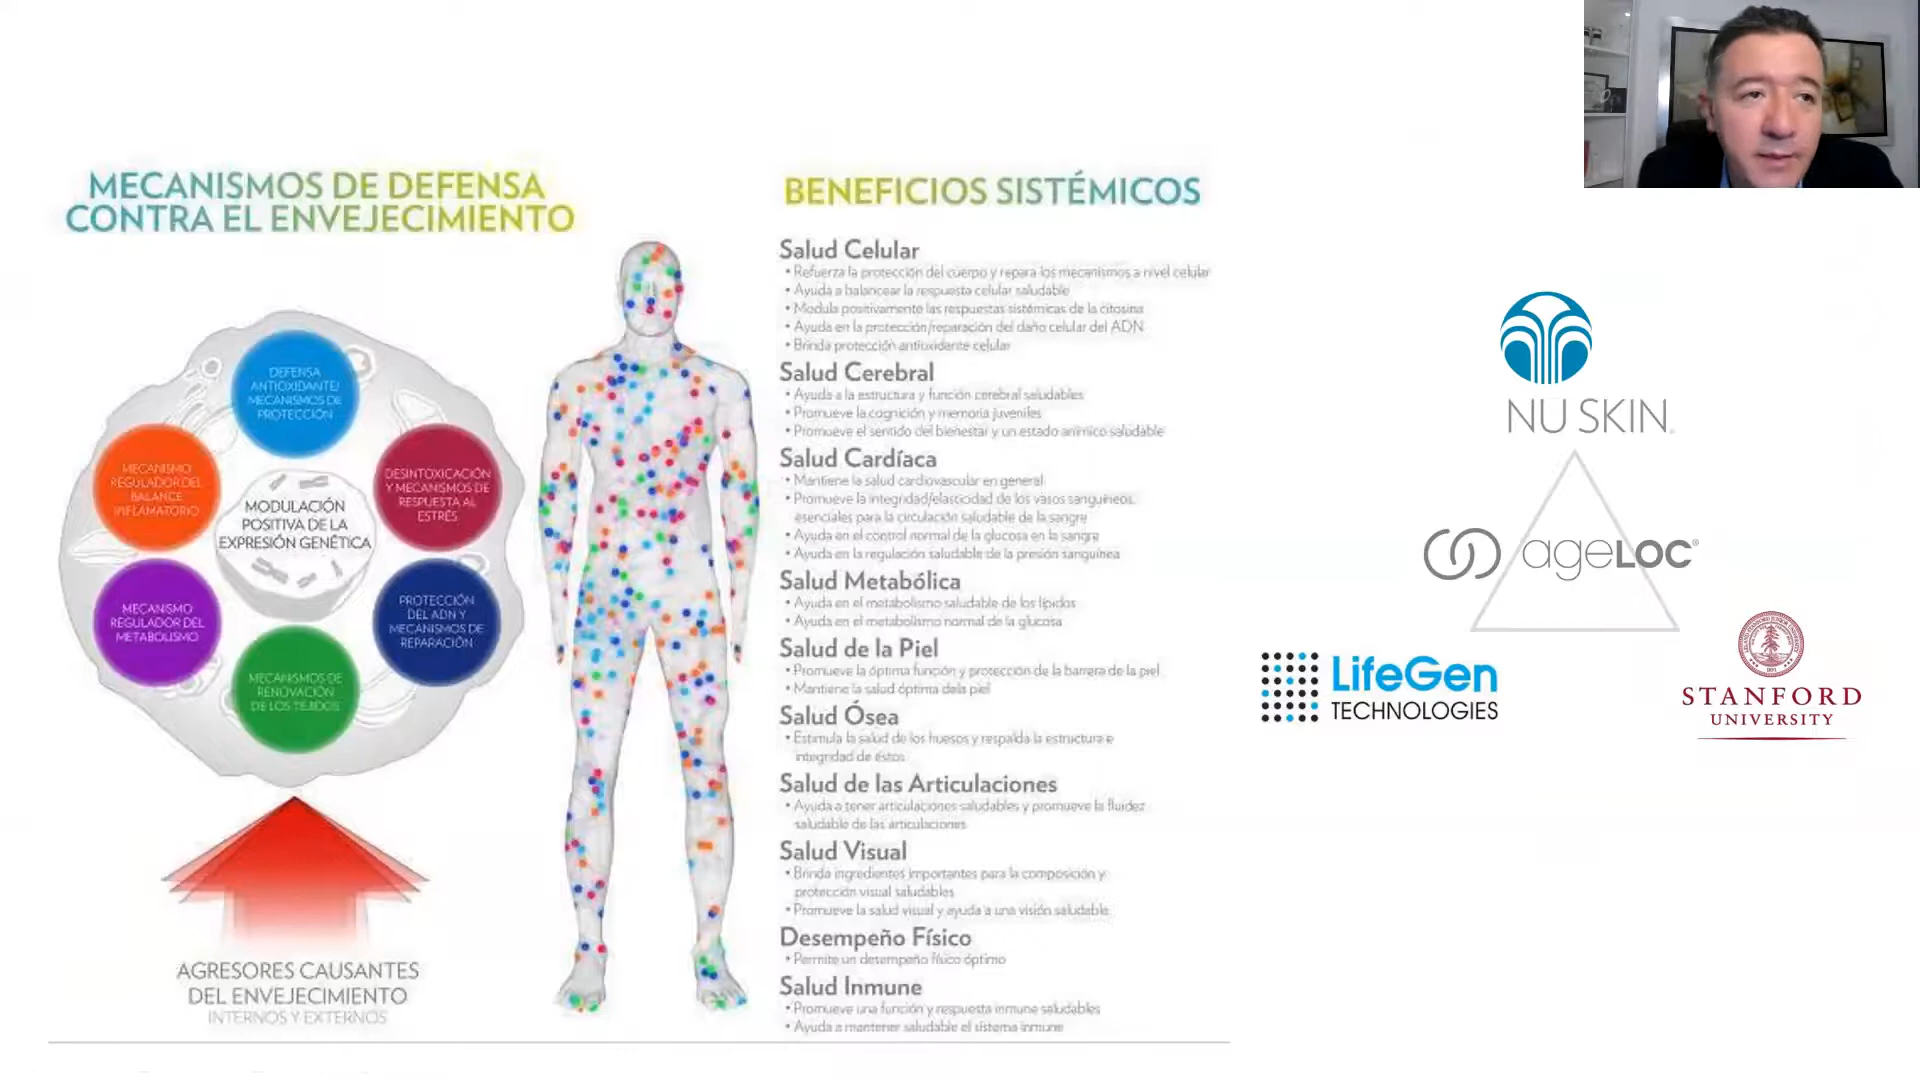 MECANISMOS DE DEFENSA
CONTRA EL ENVEJECIMIENTO
DEFENSA
ANTIOXIDANTE/
MECANISMOS DE
PROTECCIÓN
MECANISMO
REGULADOR DEL
BALANCE
INFLAMATORIO
DESINTOXICACIÓN
Y MECANISMOS DE
RESPUESTA AL
ESTRÉS
MODULACIÓN
POSITIVA DE LA
EXPRESIÓN GENÉTICA
MECANISMO
REGULADOR DEL
METABOLISMO
PROTECCIÓN
DEL ADN Y
MECANISMOS DE
REPARACIÓN
MECANISMOS DE
RENOVACIÓN
DE LOS TEJIDOS
AGRESORES CAUSANTES
DEL ENVEJECIMIENTO
INTERNOS Y EXTERNOS
BENEFICIOS SISTÉMICOS
Salud Celular
• Refuerza la protección del cuerpo y repara los mecanismos a nivel celular
• Ayuda a balancear la respuesta celular saludable
• Modula positivamente las respuestas sistémicas de la citosina
• Ayuda en la protección/reparación del daño celular del ADN
• Brinda protección antiuxidante celular
Salud Cerebral
• Ayuda a la estructura y función cerebral saludables
• Promueve la cognición y memoria juveniles
• Promueve el sentido del bienestar y un estado anímico saludable
Salud Cardíaca
• Mantiene la salud cardiovascular en general
• Promueve la integridad/elasticidad de los vasos sanguíneos,
esenciales para la circulación saludable de la sangre
• Ayuda en el control normal de la glucosa en la sangre
• Ayuda en la regulación saludable de la presión sanguínea
Salud Metabólica
• Ayuda en el metabolismo saludable de los lípidos
• Ayuda en el metabolismo normal de la glucosa
Salud de la Piel
• Promueve la óptima función y protección de la barrera de la piel
• Mantiene la salud óptima dela piel
Salud Ósea
• Estimula la salud de los huesos y respalda la estructura e
integridad de éstos
Salud de las Articulaciones
• Ayuda a tener articulaciones saludables y promueve la fluidez
saludable de las articulaciones
Salud Visual
• Brinda ingredientes importantes para la composición y
protección visual saludables
• Promueve la salud visual y ayuda a una visión saludable
Desempeño Físico
• Permite un desempeño físico óptimo
Salud Inmune
• Promueve una función y respuesta inmune saludables
• Ayuda a mantener saludable el sistema inmune
NU SKIN
ageLOC®
LifeGen
TECHNOLOGIES
STANFORD
UNIVERSITY